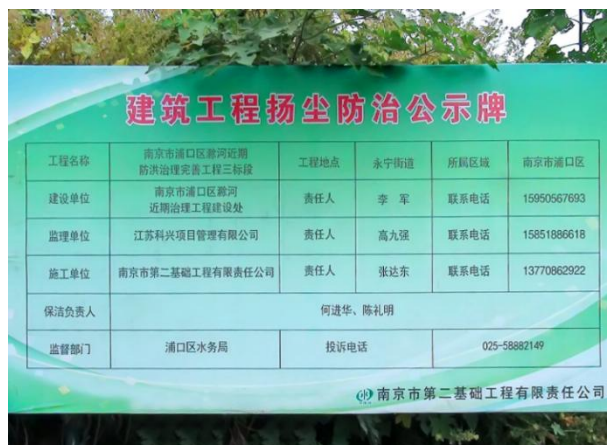 建筑工程扬尘防治公示牌
工程名称 南京市浦口区滁河近期防洪治理完善工程三标段 工程地点 永宁街道 所属区域 南京市浦口区
建设单位 南京市浦口区滁河近期治理工程建设处 责任人 李 军 联系电话 15950567693
监理单位 江苏科兴项目管理有限公司 责任人 高九强 联系电话 15851886618
施工单位 南京市第二基础工程有限责任公司 责任人 张达东 联系电话 13770862922
保洁负责人 何进华、陈礼明
监督部门 浦口区水务局 投诉电话 025-58882149
南京市第二基础工程有限责任公司